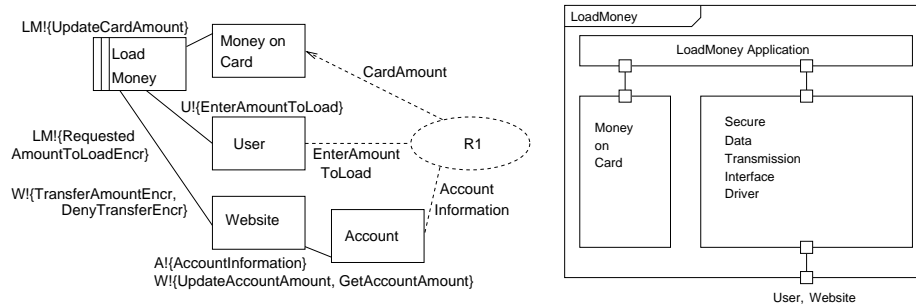 LM!{UpdateCardAmount}
Load
Money
Money on
Card
CardAmount
U!{EnterAmountToLoad}
LM!{Requested
AmountToLoadEncr}
User
EnterAmount
ToLoad
R1
W!{TransferAmountEncr,
DenyTransferEncr}
Website
Account
Account
Information
A!{AccountInformation}
W!{UpdateAccountAmount, GetAccountAmount}
LoadMoney
LoadMoney Application
Money
on
Card
Secure
Data
Transmission
Interface
Driver
User, Website